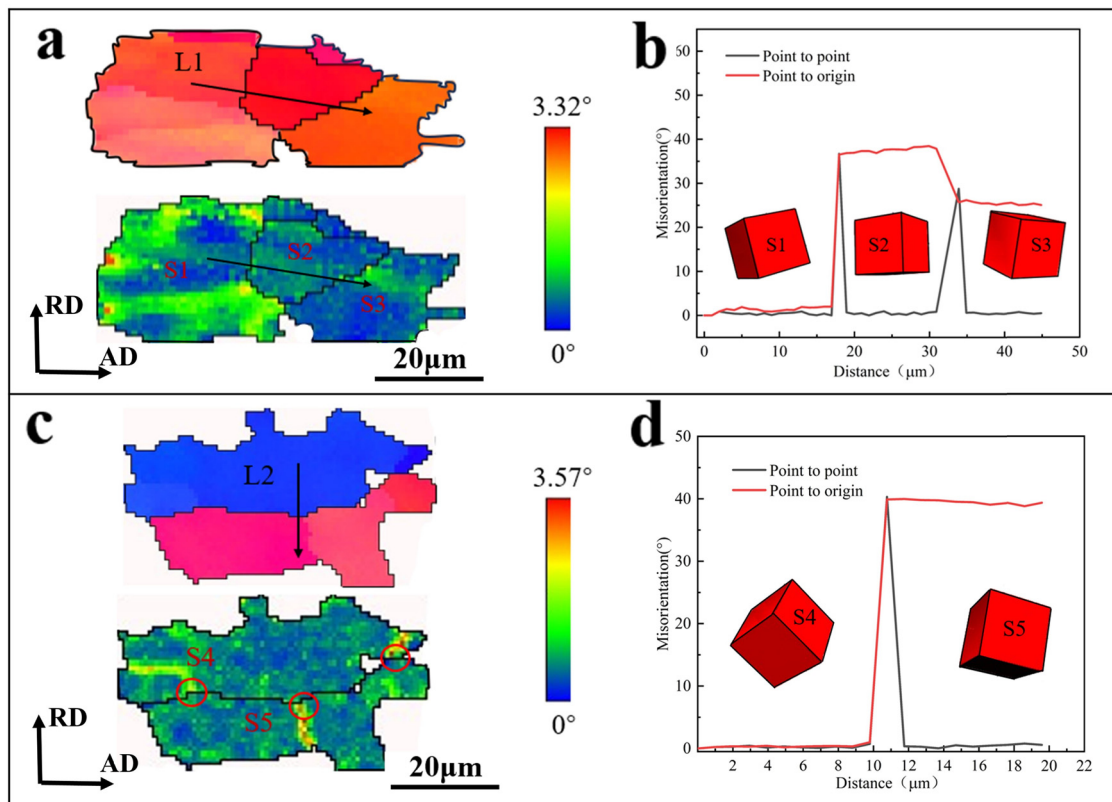 a
L1
S1
S2
S3
RD
AD
20μm
3.32°
0°
b
Point to point
Point to origin
Misorientation(°)
60
50
40
30
20
10
0
S1
S2
S3
0 10 20 30 40 50
Distance（μm）
c
L2
S4
S5
RD
AD
20μm
3.57°
0°
d
Point to point
Point to origin
Misorientation(°)
50
40
30
20
10
0
S4
S5
2 4 6 8 10 12 14 16 18 20 22
Distance（μm）